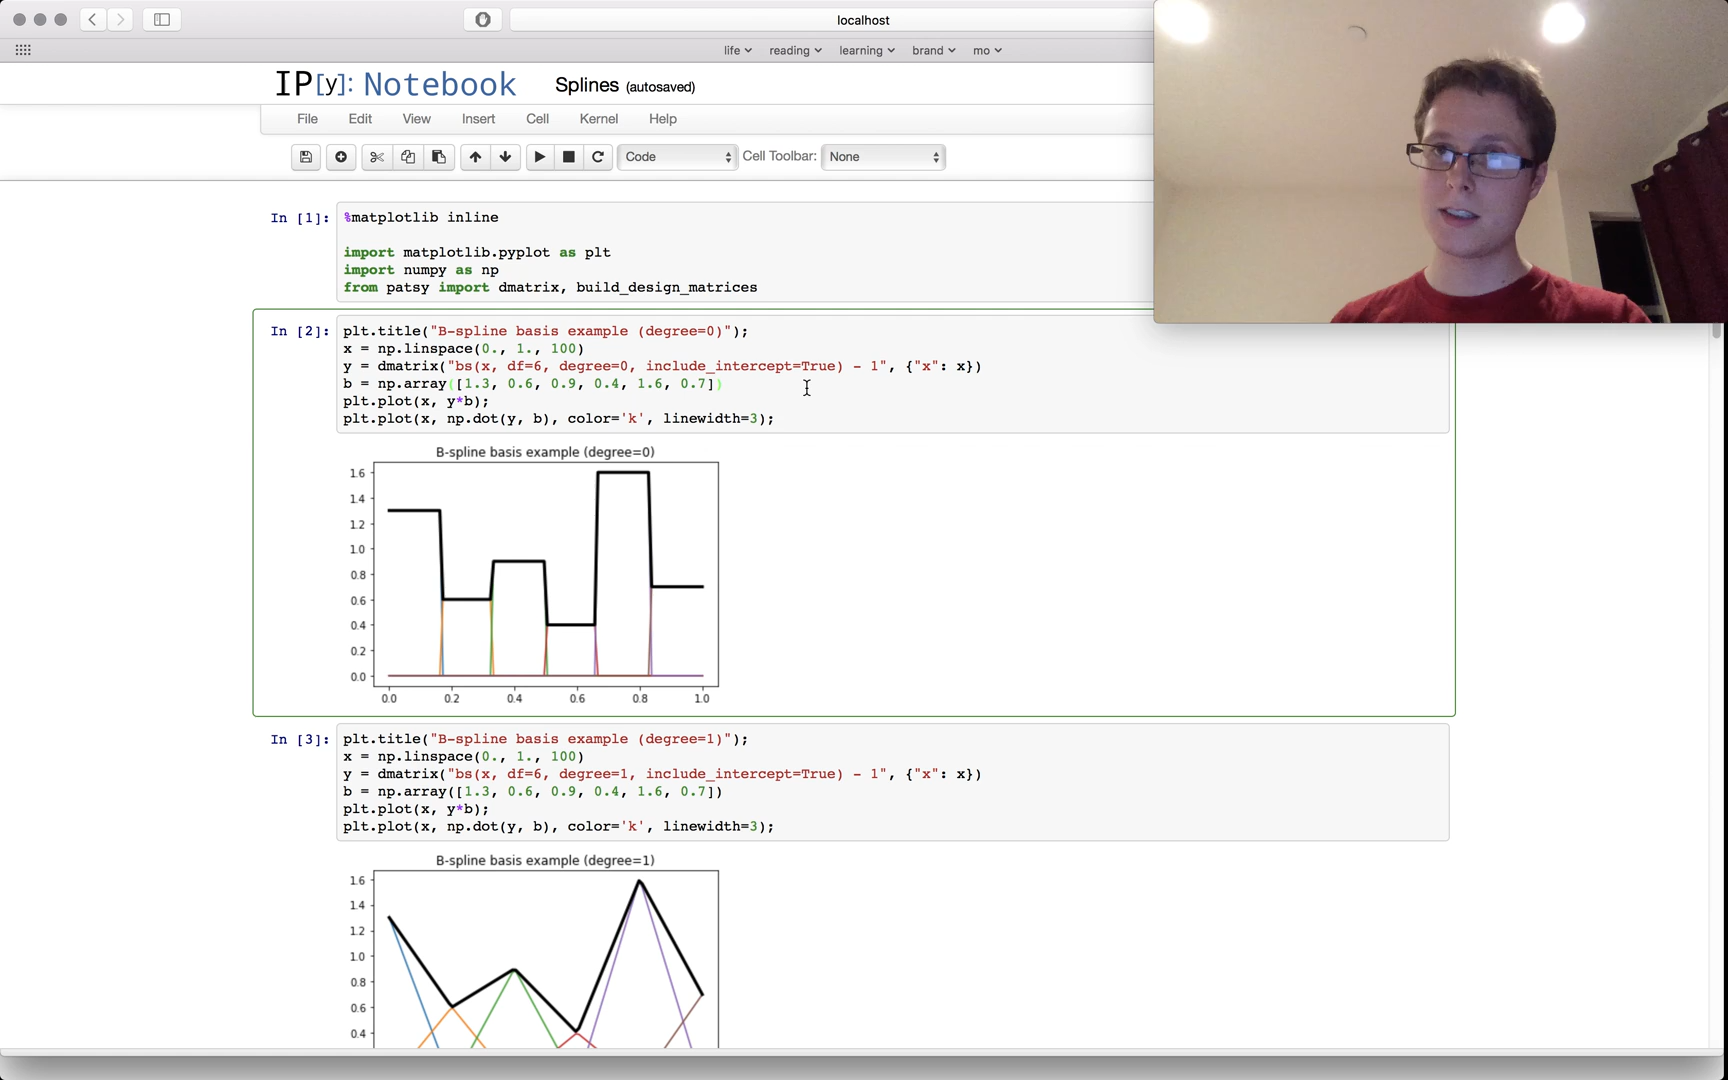 localhost
life reading learning brand mo
IP[y]: Notebook Splines (autosaved)
File Edit View Insert Cell Kernel Help
Code Cell Toolbar: None
In [1]: %matplotlib inline
import matplotlib.pyplot as plt
import numpy as np
from patsy import dmatrix, build_design_matrices
In [2]: plt.title("B-spline basis example (degree=0)");
x = np.linspace(0., 1., 100)
y = dmatrix("bs(x, df=6, degree=0, include_intercept=True) - 1", {"x": x})
b = np.array([1.3, 0.6, 0.9, 0.4, 1.6, 0.7])
plt.plot(x, y*b);
plt.plot(x, np.dot(y, b), color='k', linewidth=3);
B-spline basis example (degree=0)
1.6
1.4
1.2
1.0
0.8
0.6
0.4
0.2
0.0
0.0 0.2 0.4 0.6 0.8 1.0
In [3]: plt.title("B-spline basis example (degree=1)");
x = np.linspace(0., 1., 100)
y = dmatrix("bs(x, df=6, degree=1, include_intercept=True) - 1", {"x": x})
b = np.array([1.3, 0.6, 0.9, 0.4, 1.6, 0.7])
plt.plot(x, y*b);
plt.plot(x, np.dot(y, b), color='k', linewidth=3);
B-spline basis example (degree=1)
1.6
1.4
1.2
1.0
0.8
0.6
0.4